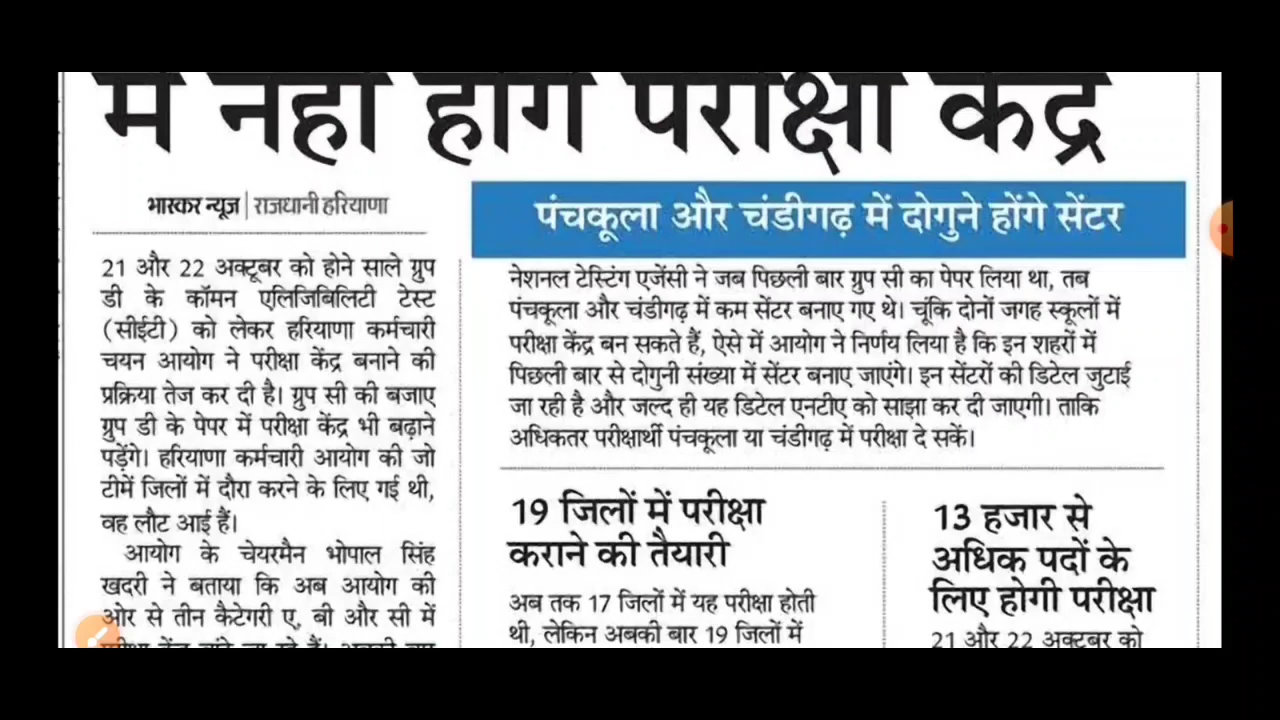 में नहीं होंगे परीक्षा केंद्र
भास्कर न्यूज | राजधानी हरियाणा
21 और 22 अक्टूबर को होने साले ग्रुप
डी के कॉमन एलिजिबिलिटी टेस्ट
(सीईटी) को लेकर हरियाणा कर्मचारी
चयन आयोग ने परीक्षा केंद्र बनाने की
प्रक्रिया तेज कर दी है। ग्रुप सी की बजाए
ग्रुप डी के पेपर में परीक्षा केंद्र भी बढ़ाने
पड़ेंगे। हरियाणा कर्मचारी आयोग की जो
टीमें जिलों में दौरा करने के लिए गई थी,
वह लौट आई हैं।
आयोग के चेयरमैन भोपाल सिंह
खदरी ने बताया कि अब आयोग की
ओर से तीन कैटेगरी ए, बी और सी में
पंचकूला और चंडीगढ़ में दोगुने होंगे सेंटर
नेशनल टेस्टिंग एजेंसी ने जब पिछली बार ग्रुप सी का पेपर लिया था, तब
पंचकूला और चंडीगढ़ में कम सेंटर बनाए गए थे। चूंकि दोनों जगह स्कूलों में
परीक्षा केंद्र बन सकते हैं, ऐसे में आयोग ने निर्णय लिया है कि इन शहरों में
पिछली बार से दोगुनी संख्या में सेंटर बनाए जाएंगे। इन सेंटरों की डिटेल जुटाई
जा रही है और जल्द ही यह डिटेल एनटीए को साझा कर दी जाएगी। ताकि
अधिकतर परीक्षार्थी पंचकूला या चंडीगढ़ में परीक्षा दे सकें।
19 जिलों में परीक्षा
कराने की तैयारी
अब तक 17 जिलों में यह परीक्षा होती
थी, लेकिन अबकी बार 19 जिलों में
13 हजार से
अधिक पदों के
लिए होगी परीक्षा
21 और 22 अक्टूबर को